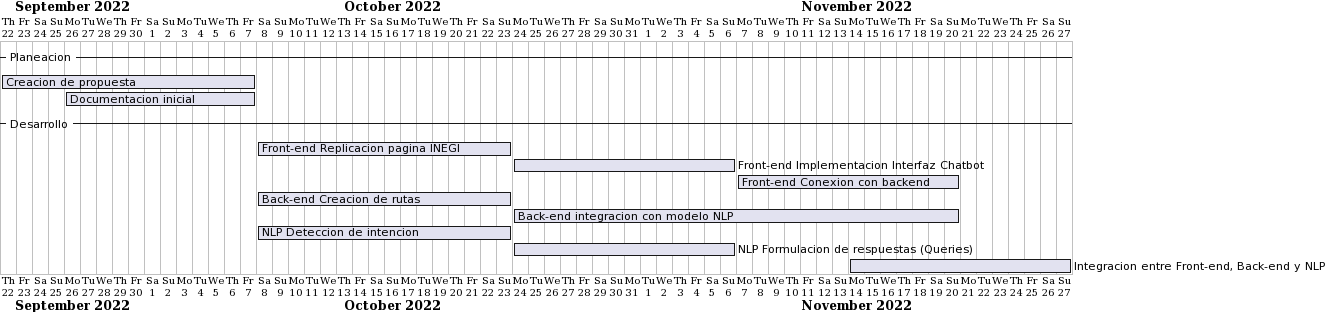 September 2022 October 2022 November 2022
Th Fr Sa Su Mo Tu We Th Fr Sa Su Mo Tu We Th Fr Sa Su Mo Tu We Th Fr Sa Su Mo Tu We Th Fr Sa Su Mo Tu We Th Fr Sa Su Mo Tu We Th Fr Sa Su Mo Tu We Th Fr Sa Su Mo Tu We Th Fr Sa Su Mo Tu We Th Fr Sa Su
22 23 24 25 26 27 28 29 30 1 2 3 4 5 6 7 8 9 10 11 12 13 14 15 16 17 18 19 20 21 22 23 24 25 26 27 28 29 30 31 1 2 3 4 5 6 7 8 9 10 11 12 13 14 15 16 17 18 19 20 21 22 23 24 25 26 27
Planeacion
Creacion de propuesta
Documentacion inicial
Desarrollo
Front-end Replicacion pagina INEGI
Front-end Implementacion Interfaz Chatbot
Front-end Conexion con backend
Back-end Creacion de rutas
Back-end integracion con modelo NLP
NLP Deteccion de intencion
NLP Formulacion de respuestas (Queries)
Integracion entre Front-end, Back-end y NLP
Th Fr Sa Su Mo Tu We Th Fr Sa Su Mo Tu We Th Fr Sa Su Mo Tu We Th Fr Sa Su Mo Tu We Th Fr Sa Su Mo Tu We Th Fr Sa Su Mo Tu We Th Fr Sa Su Mo Tu We Th Fr Sa Su Mo Tu We Th Fr Sa Su Mo Tu We Th Fr Sa Su
22 23 24 25 26 27 28 29 30 1 2 3 4 5 6 7 8 9 10 11 12 13 14 15 16 17 18 19 20 21 22 23 24 25 26 27 28 29 30 31 1 2 3 4 5 6 7 8 9 10 11 12 13 14 15 16 17 18 19 20 21 22 23 24 25 26 27
September 2022 October 2022 November 2022